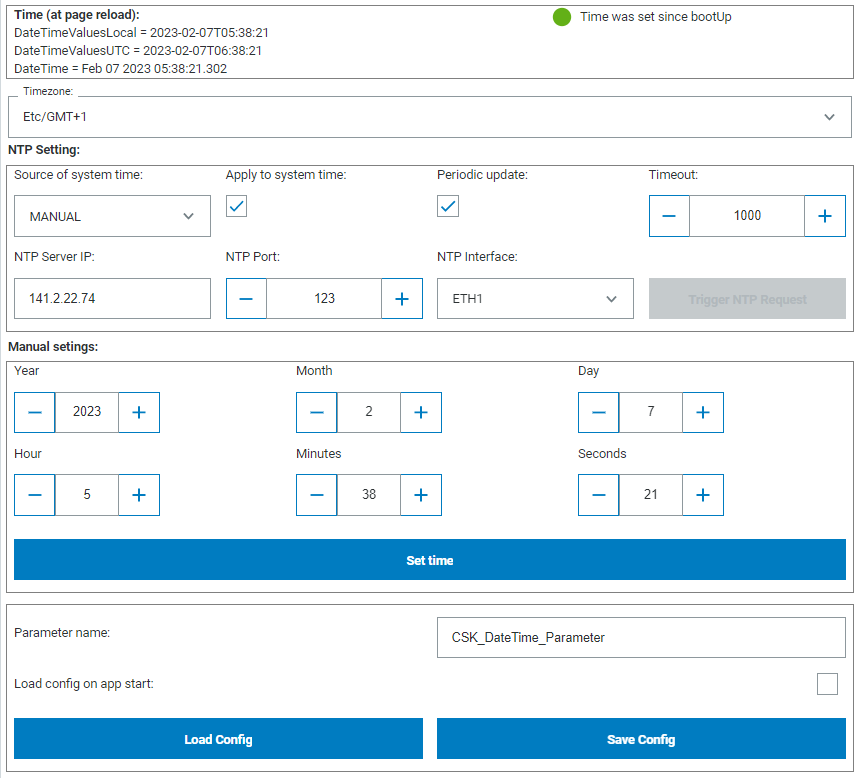 Time (at page reload):
Time was set since bootUp
DateTimeValuesLocal = 2023-02-07T05:38:21
DateTimeValuesUTC = 2023-02-07T06:38:21
DateTime = Feb 07 2023 05:38:21.302
Timezone:
Etc/GMT+1
NTP Setting:
Source of system time: Apply to system time: Periodic update: Timeout:
MANUAL 1000
NTP Server IP: NTP Port: NTP Interface:
141.2.22.74 123 ETH1 Trigger NTP Request
Manual setings:
Year Month Day
2023 2 7
Hour Minutes Seconds
5 38 21
Set time
Parameter name: CSK_DateTime_Parameter
Load config on app start:
Load Config Save Config